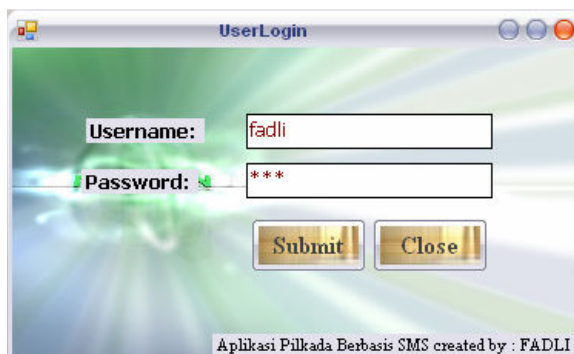 UserLogin
Username: fadli
Password: ***
Submit Close
Aplikasi Pilkada Berbasis SMS created by : FADLI